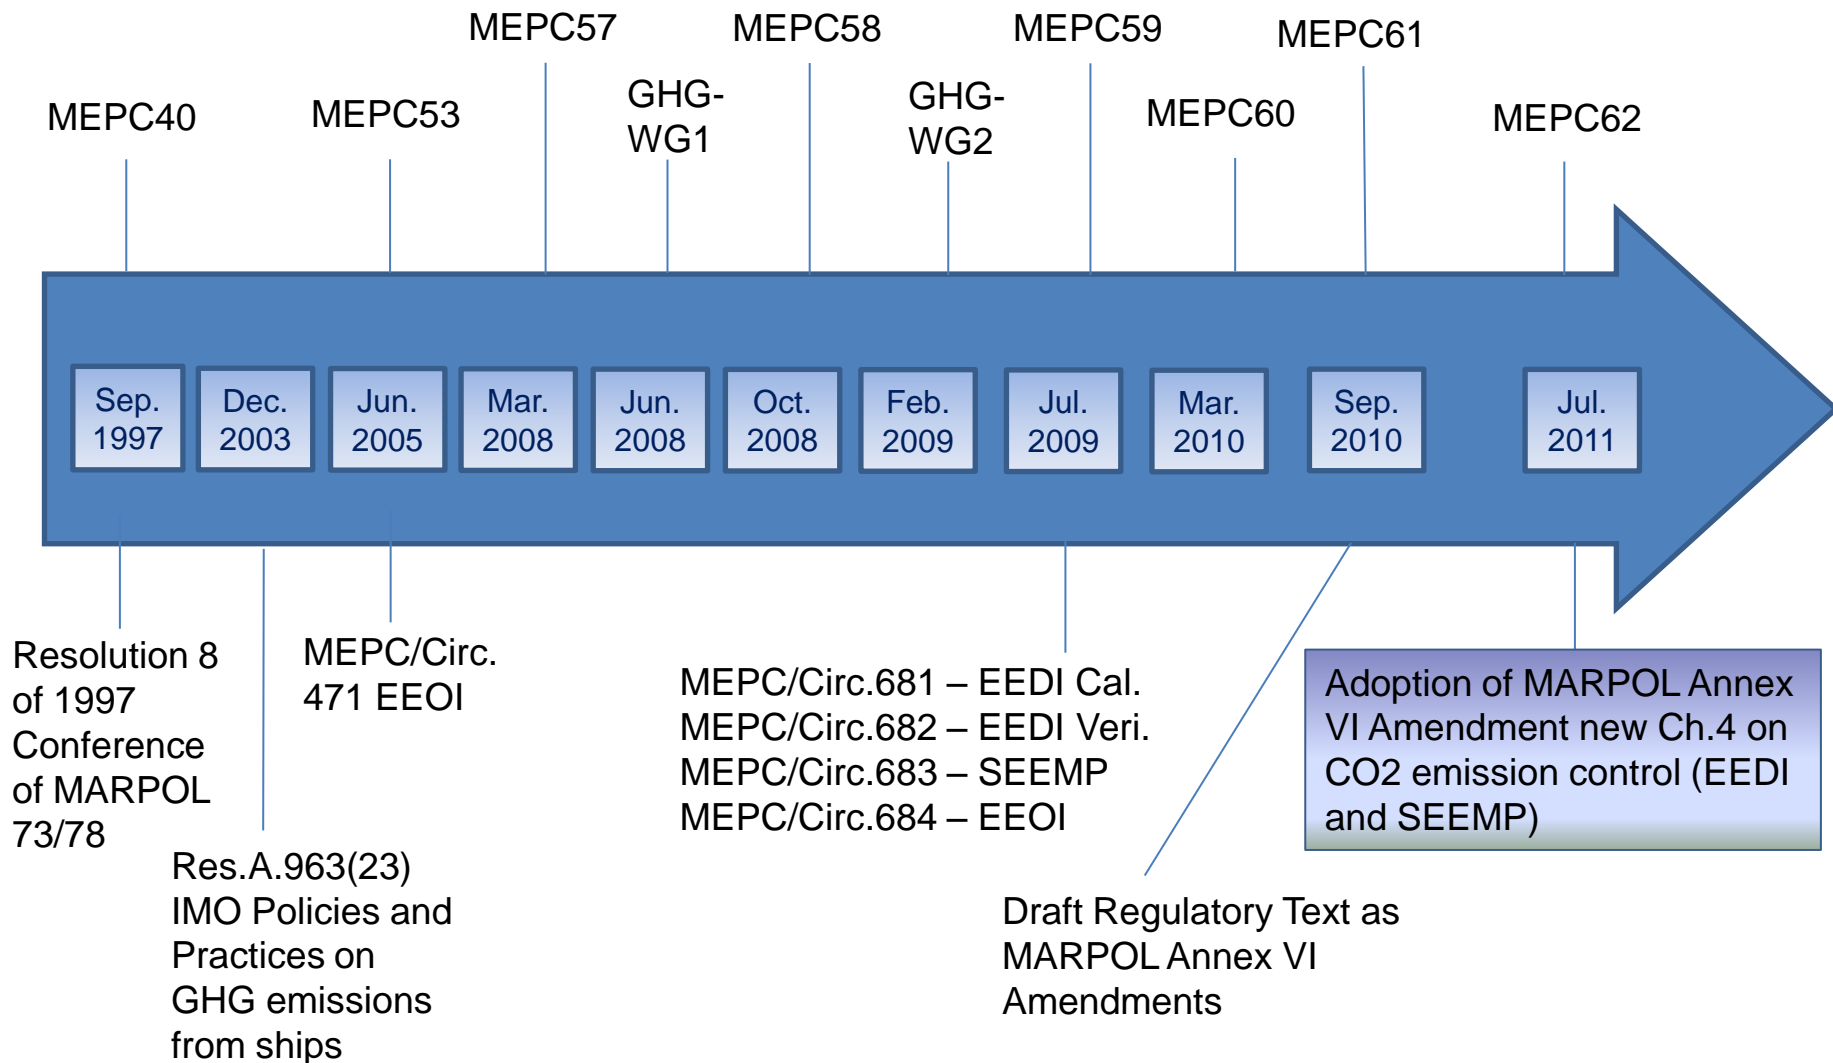 MEPC57
MEPC58
MEPC59
MEPC61
MEPC40
MEPC53
GHG-
WG1
GHG-
WG2
MEPC60
MEPC62
Sep.
1997
Dec.
2003
Jun.
2005
Mar.
2008
Jun.
2008
Oct.
2008
Feb.
2009
Jul.
2009
Mar.
2010
Sep.
2010
Jul.
2011
Resolution 8
of 1997
Conference
of MARPOL
73/78
Res.A.963(23)
IMO Policies and
Practices on
GHG emissions
from ships
MEPC/Circ.
471 EEOI
MEPC/Circ.681 – EEDI Cal.
MEPC/Circ.682 – EEDI Veri.
MEPC/Circ.683 – SEEMP
MEPC/Circ.684 – EEOI
Draft Regulatory Text as
MARPOL Annex VI
Amendments
Adoption of MARPOL Annex
VI Amendment new Ch.4 on
CO2 emission control (EEDI
and SEEMP)